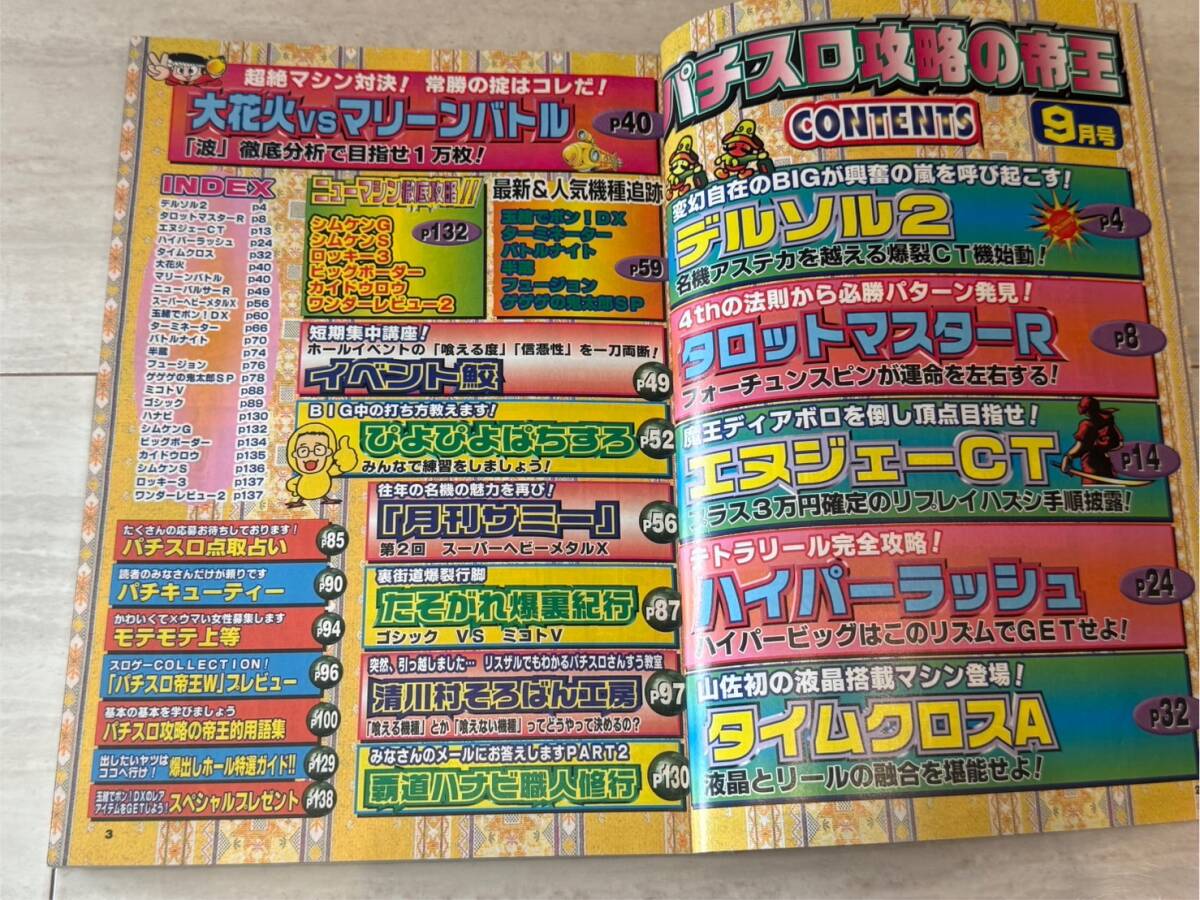 超絶マシン対決！ 常勝の掟はコレだ！
大花火vsマリーンバトル
P40
「波」徹底分析で目指せ1万枚！
INDEX
デルソル2 p4
タロットマスターR p8
エヌジェーCT p13
ハイパーラッシュ p24
タイムクロス p32
大花火 p40
マリーンバトル p40
ニューパルサーR p49
スーパーヘビーメタルX p56
玉緒でポン！DX p60
ターミネーター p66
バトルナイト p70
半蔵 p74
フュージョン p76
ゲゲゲの鬼太郎SP p78
ミコトV p88
ゴシック p89
ハナビ p130
シムケンG p132
ビッグボーダー p134
カイドウロウ p135
シムケンS p136
ロッキー3 p137
ワンダーレビュー2 p137
ニューマシン徹底攻略!!
シムケンG
シムケンS
ロッキー3
ビッグボーダー
カイドウロウ
ワンダーレビュー2
P132
最新＆人気機種追跡
玉緒でポン！DX
ターミネーター
バトルナイト
半蔵
フュージョン
ゲゲゲの鬼太郎SP
P59
短期集中講座！
ホールイベントの「喰える度」「信憑性」を一刀両断！
イベント鮫
P49
BIG中の打ち方教えます！
ぴよぴよぱちすろ
P52
みんなで練習をしましょう！
往年の名機の魅力を再び！
「月刊サミー」
P56
第2回 スーパーヘビーメタルX
裏街道爆裂行脚
たそがれ爆裏紀行
P87
ゴシック VS ミコトV
突然、引っ越しました… リスザルでもわかるパチスロさんすう教室
清川村そろばん工房
P97
「喰える機種」とか「喰えない機種」ってどうやって決めるの？
みなさんのメールにお答えしますPART2
覇道ハナビ職人修行
P130
たくさんの応募お待ちしております！
パチスロ点取占い
P85
読者のみなさんだけが頼りです
パチキューティー
P90
かわいくて×ウマい女性募集します
モテモテ上等
P94
スロゲーCOLLECTION！
「パチスロ帝王W」プレビュー
P96
基本の基本を学びましょう
パチスロ攻略の帝王的用語集
P100
出したいヤツは
ココへ行け！
爆出しホール特選ガイド!!
P129
玉緒でポン！DXのレア
アイテムをGETしよう！
スペシャルプレゼント
P138
3
パチスロ攻略の帝王
CONTENTS
9月号
変幻自在のBIGが興奮の嵐を呼び起こす！
デルソル2
P4
名機アステカを越える爆裂CT機始動！
4thの法則から必勝パターン発見！
タロットマスターR
P8
フォーチュンスピンが運命を左右する！
魔王ディアボロを倒し頂点目指せ！
エヌジェーCT
P14
プラス3万円確定のリプレイハズシ手順披露！
テトラリール完全攻略！
ハイパーラッシュ
P24
ハイパービッグはこのリズムでGETせよ！
山佐初の液晶搭載マシン登場！
タイムクロスA
P32
液晶とリールの融合を堪能せよ！